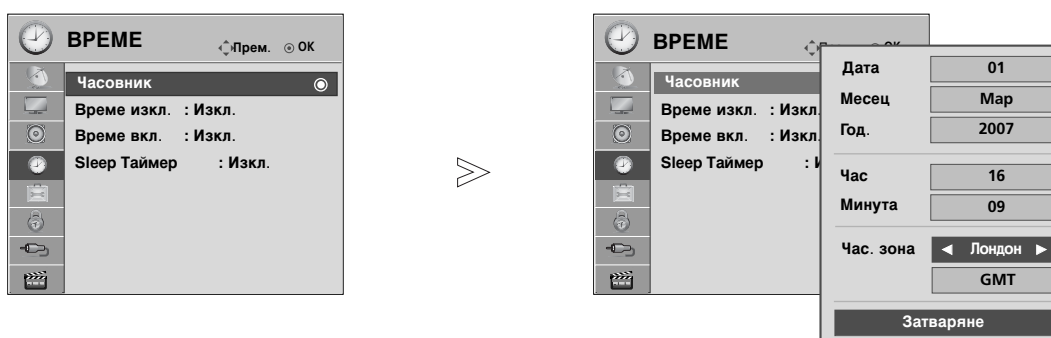 ВРЕМЕ
Прем. OK
Часовник
Време изкл. : Изкл.
Време вкл. : Изкл.
Sleep Таймер : Изкл.
ВРЕМЕ
Часовник
Време изкл. : Изкл.
Време вкл. : Изкл.
Sleep Таймер :
Дата 01
Месец Мар
Год. 2007
Час 16
Минута 09
Час. зона ◄ Лондон ►
GMT
Затваряне